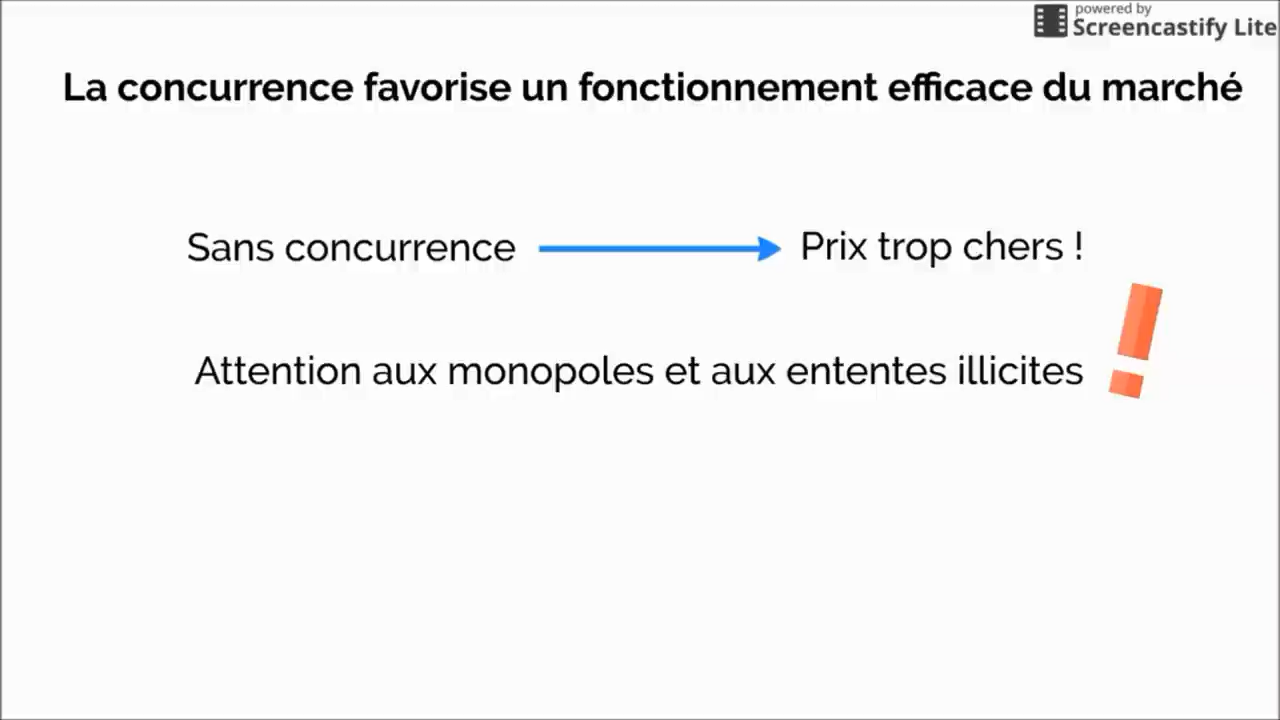 powered by
Screencastify Lite
La concurrence favorise un fonctionnement efficace du marché
Sans concurrence Prix trop chers !
Attention aux monopoles et aux ententes illicites